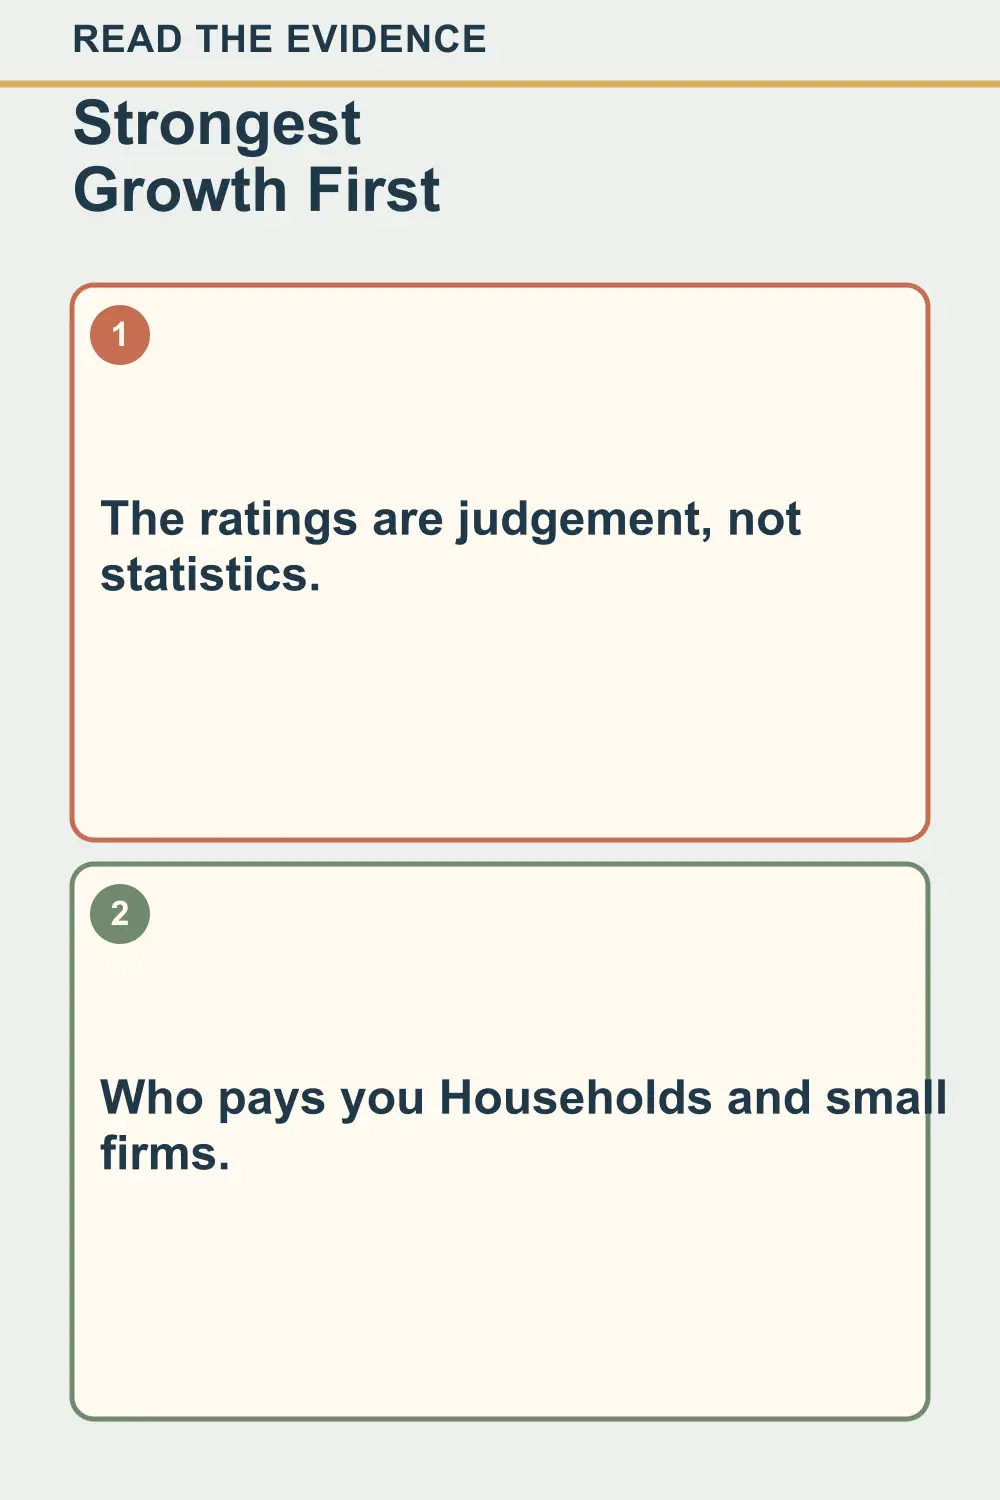 READ THE EVIDENCE
Strongest
Growth First
1
The ratings are judgement, not
statistics.
2
Who pays you Households and small
firms.